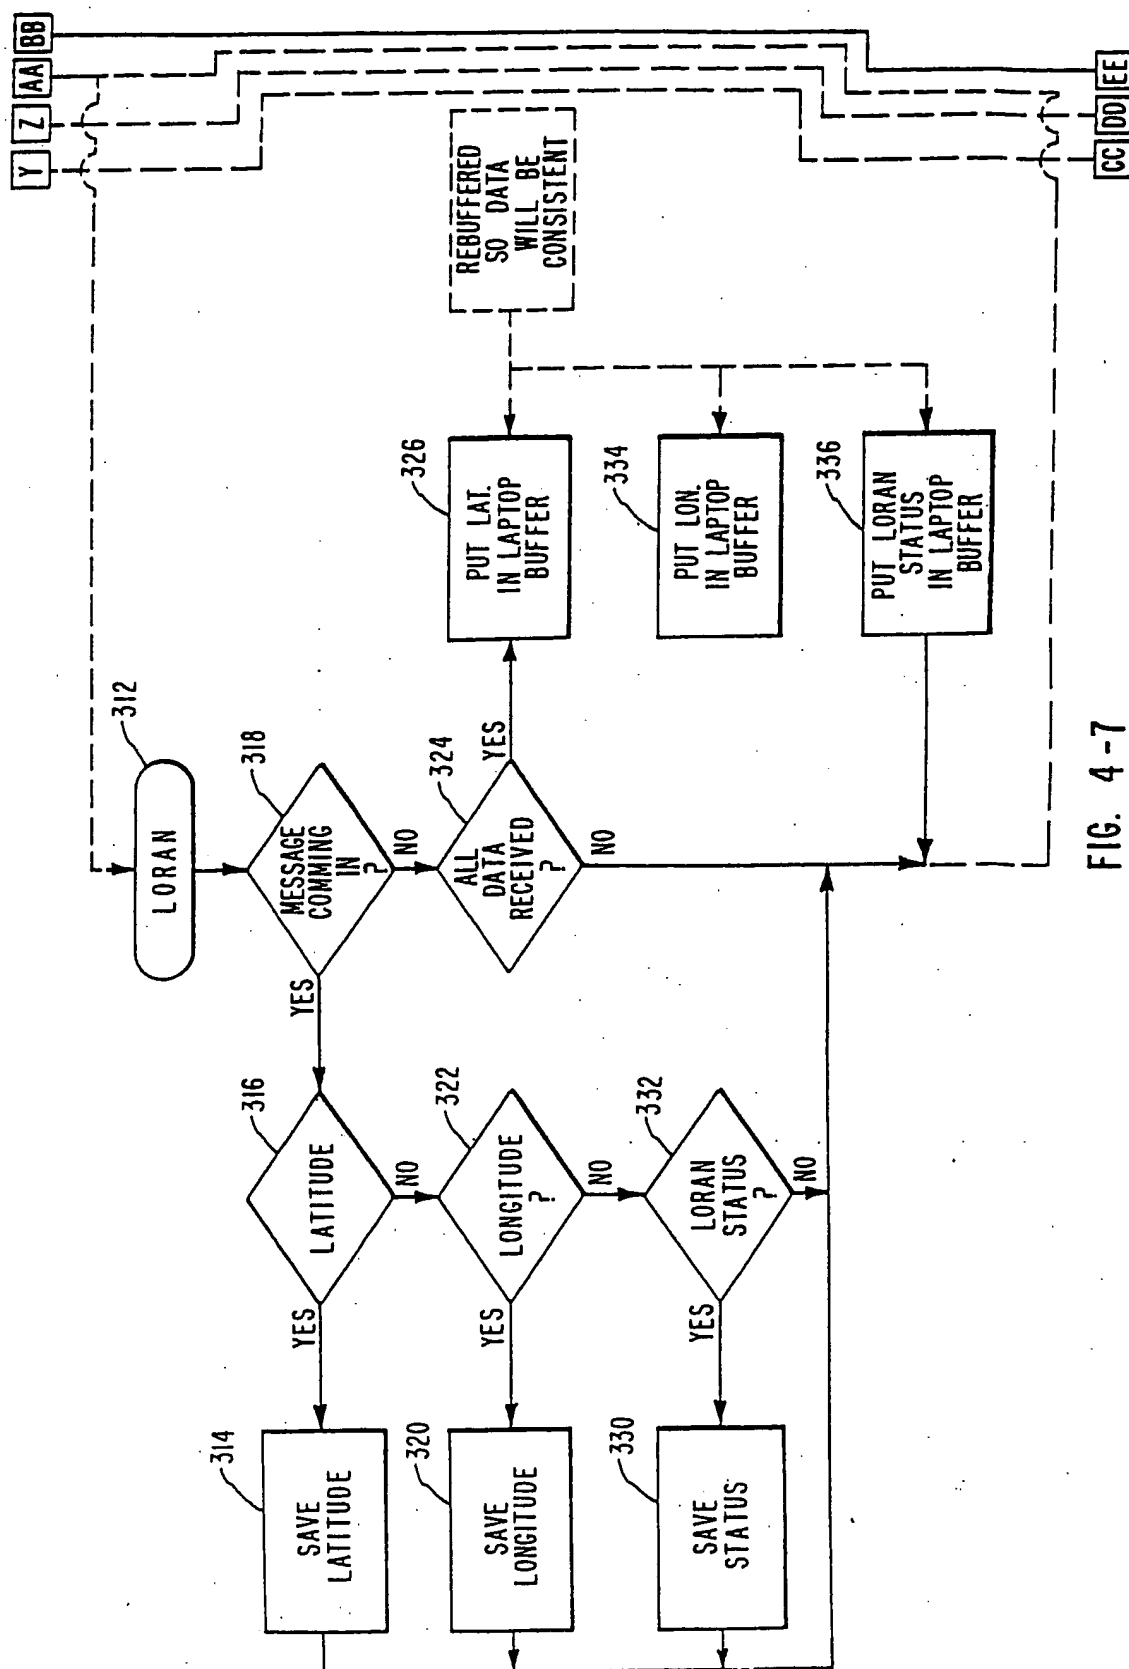 Y
Z
AA
BB
312
LORAN
318
MESSAGE
COMMING
IN
?
YES
NO
316
LATITUDE
YES
NO
314
SAVE
LATITUDE
324
ALL
DATA
RECEIVED
?
YES
NO
322
LONGITUDE
?
YES
NO
320
SAVE
LONGITUDE
332
LORAN
STATUS
?
YES
NO
330
SAVE
STATUS
326
PUT LAT.
IN LAPTOP
BUFFER
334
PUT LON.
IN LAPTOP
BUFFER
336
PUT LORAN
STATUS
IN LAPTOP
BUFFER
REBUFFERED
SO DATA
WILL BE
CONSISTENT
CC
DD
EE
FIG. 4-7